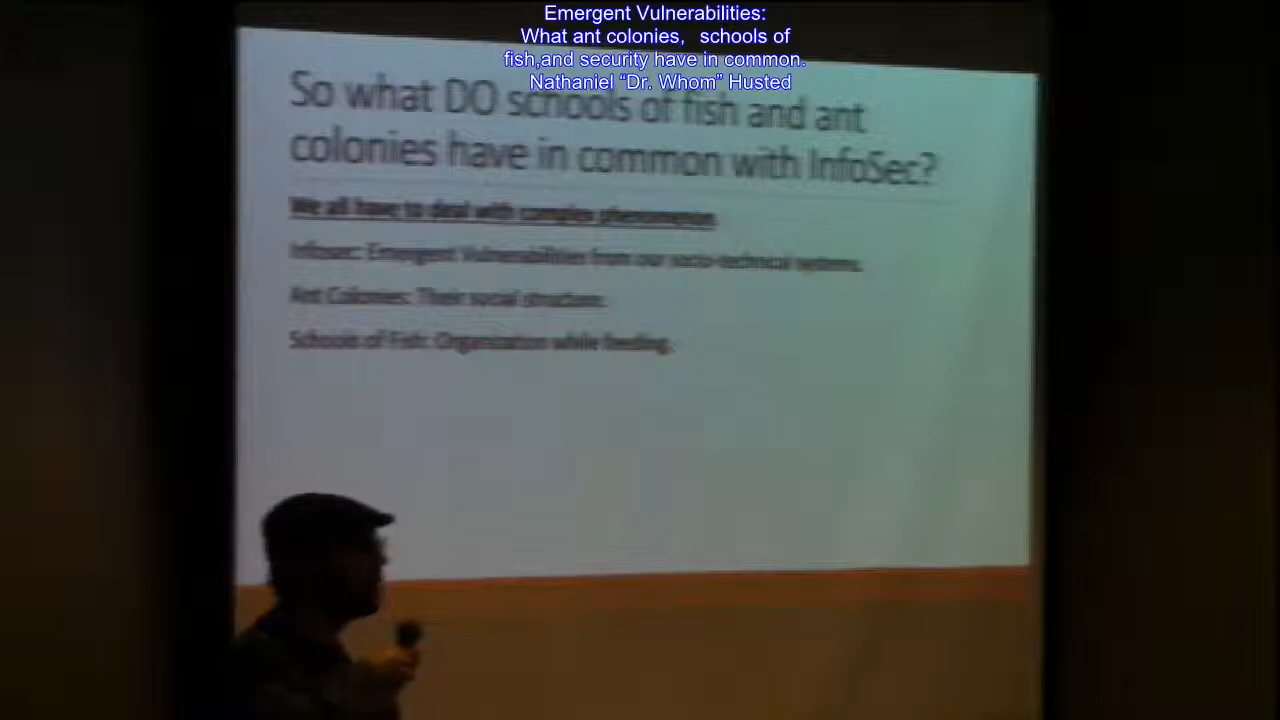 Emergent Vulnerabilities:
What ant colonies, schools of
fish,and security have in common.
Nathaniel “Dr. Whom” Husted
So what DO schools of fish and ant
colonies have in common with InfoSec?
We all have to deal with complex phenomenon.
Infosec: Emergent Vulnerabilities from our socio-technical systems.
Ant Colonies: Their social structure.
Schools of Fish: Organization while feeding.